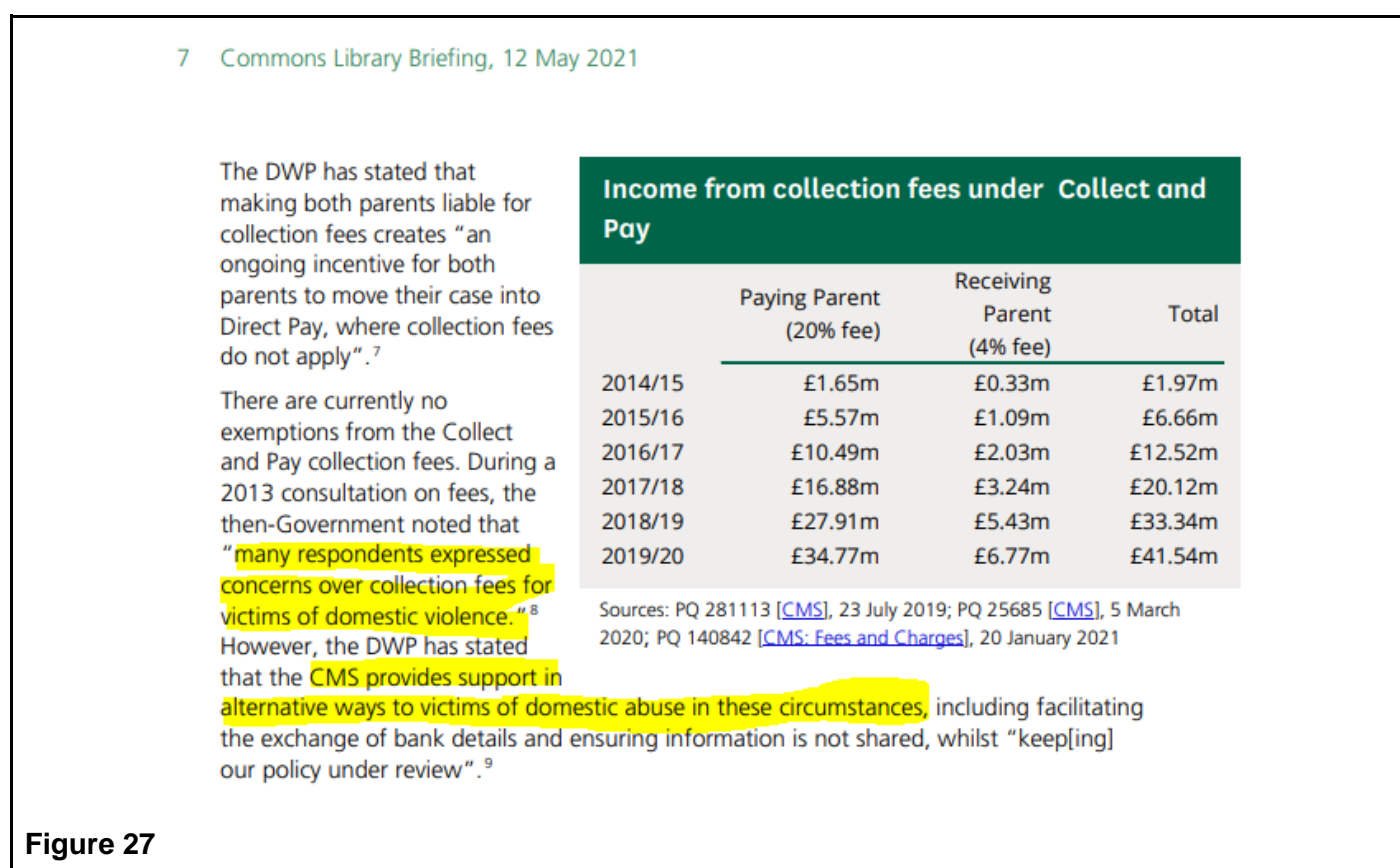 7 Commons Library Briefing, 12 May 2021
The DWP has stated that
making both parents liable for
collection fees creates “an
ongoing incentive for both
parents to move their case into
Direct Pay, where collection fees
do not apply”.7
There are currently no
exemptions from the Collect
and Pay collection fees. During a
2013 consultation on fees, the
then-Government noted that
“many respondents expressed
concerns over collection fees for
victims of domestic violence.”8
However, the DWP has stated
that the CMS provides support in
alternative ways to victims of domestic abuse in these circumstances, including facilitating
the exchange of bank details and ensuring information is not shared, whilst “keep[ing]
our policy under review”.9
Income from collection fees under Collect and
Pay
Paying Parent
(20% fee)
Receiving
Parent
(4% fee)
Total
2014/15 £1.65m £0.33m £1.97m
2015/16 £5.57m £1.09m £6.66m
2016/17 £10.49m £2.03m £12.52m
2017/18 £16.88m £3.24m £20.12m
2018/19 £27.91m £5.43m £33.34m
2019/20 £34.77m £6.77m £41.54m
Sources: PQ 281113 [CMS], 23 July 2019; PQ 25685 [CMS], 5 March
2020; PQ 140842 [CMS: Fees and Charges], 20 January 2021
Figure 27